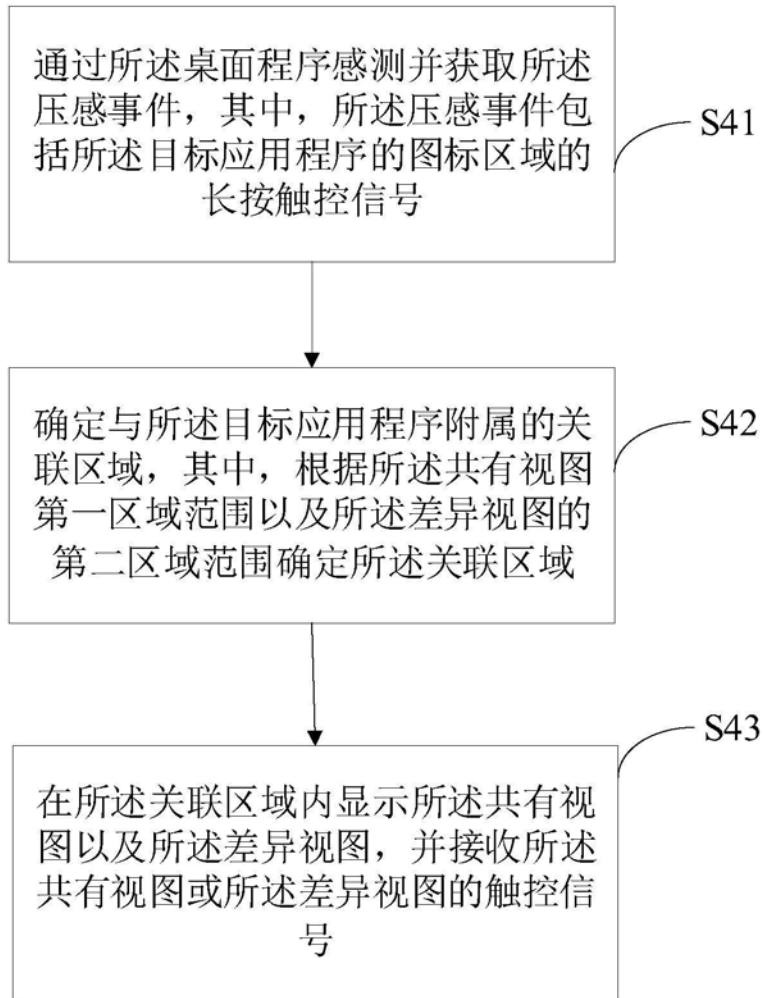 通过所述桌面程序感测并获取所述
压感事件，其中，所述压感事件包
括所述目标应用程序的图标区域的
长按触控信号
S41
确定与所述目标应用程序附属的关
联区域，其中，根据所述共有视图
第一区域范围以及所述差异视图的
第二区域范围确定所述关联区域
S42
在所述关联区域内显示所述共有视
图以及所述差异视图，并接收所述
共有视图或所述差异视图的触控信
号
S43